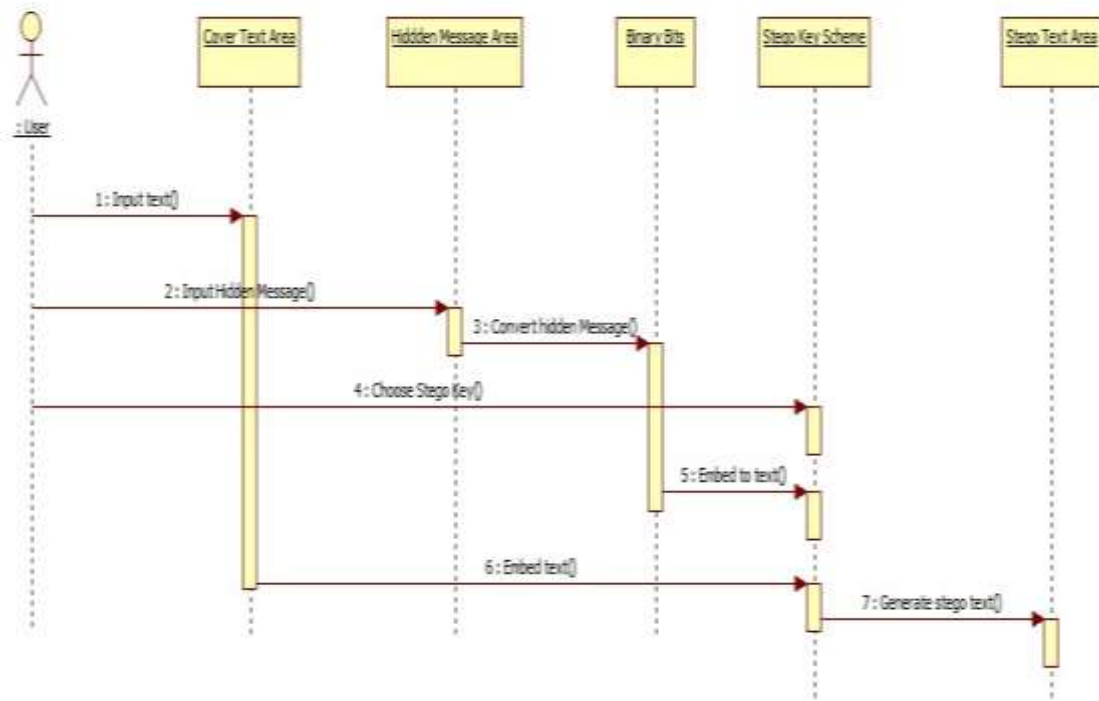 Cover Text Area
Hiddden Message Area
Binary Bits
Stego Key Scheme
Stego Text Area
: User
1 : Input text()
2 : Input Hidden Message()
3 : Convert hidden Message()
4 : Choose Stego Key()
5 : Embed to text()
6 : Embed text()
7 : Generate stego text()